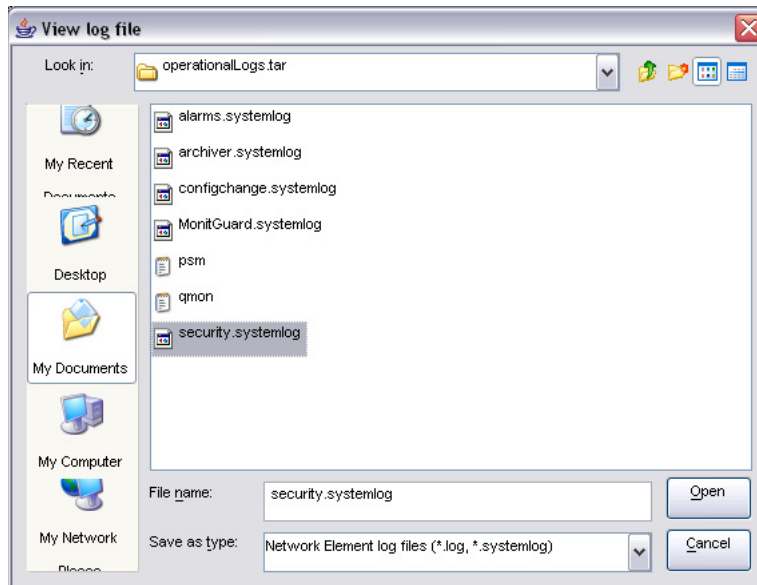 View log file
Look in:
operationalLogs.tar
My Recent
Documents
Desktop
My Documents
My Computer
My Network
Places
alarms.systemlog
archiver.systemlog
configchange.systemlog
MonitGuard.systemlog
psm
qmon
security.systemlog
File name:
security.systemlog
Open
Save as type:
Network Element log files (*.log, *.systemlog)
Cancel